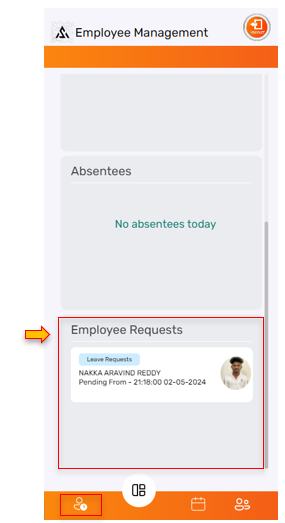 Employee Management
Absentees
No absentees today
Employee Requests
Leave Requests
NAKKA ARAVIND REDDY
Pending From - 21:18:00 02-05-2024